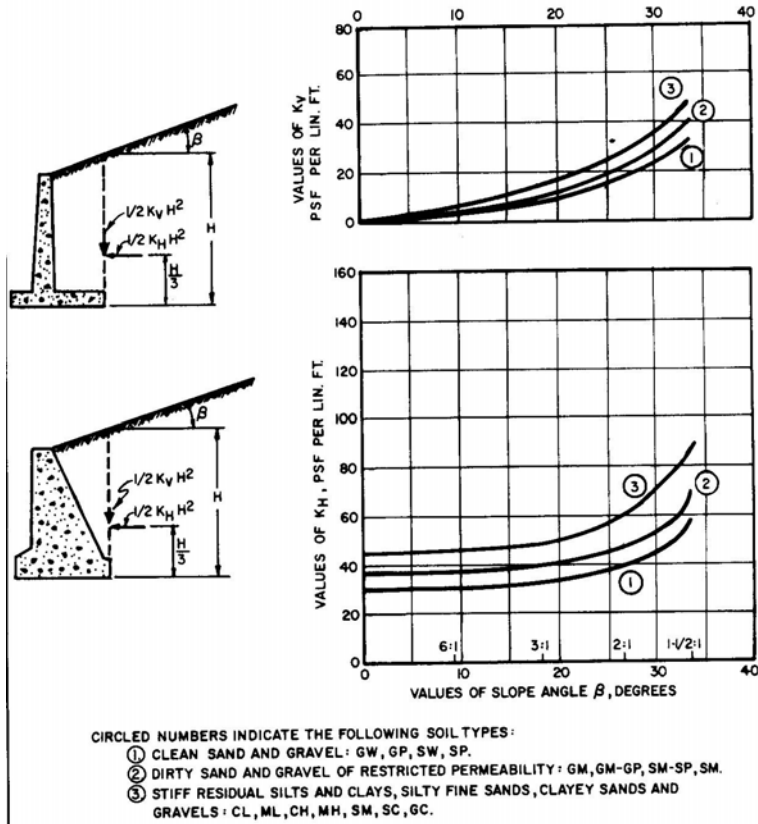 0 10 20 30 40
80
60
40
20
0
VALUES OF KV
PSF PER LIN. FT.
3
2
1
β
1/2 KV H²
1/2 KH H²
H
H/3
160
140
120
100
80
60
40
20
0
VALUES OF KH, PSF PER LIN. FT.
3
2
1
6:1 3:1 2:1 1-1/2:1
0 10 20 30 40
VALUES OF SLOPE ANGLE β, DEGREES
β
1/2 KV H²
1/2 KH H²
H
H/3
CIRCLED NUMBERS INDICATE THE FOLLOWING SOIL TYPES:
① CLEAN SAND AND GRAVEL: GW, GP, SW, SP.
② DIRTY SAND AND GRAVEL OF RESTRICTED PERMEABILITY: GM, GM-GP, SM-SP, SM.
③ STIFF RESIDUAL SILTS AND CLAYS, SILTY FINE SANDS, CLAYEY SANDS AND
GRAVELS: CL, ML, CH, MH, SM, SC, GC.